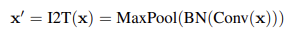 x′ = I2T(x) = MaxPool(BN(Conv(x)))